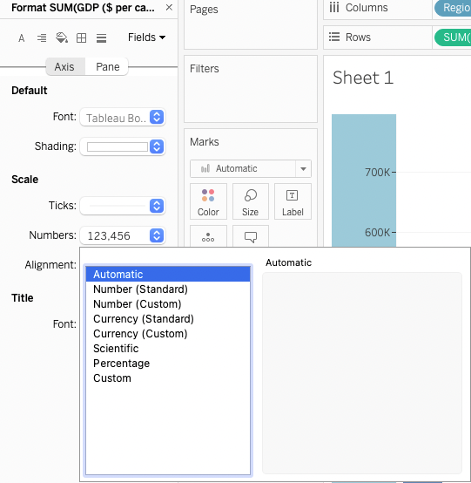 Format SUM(GDP ($ per ca... ×
A
Fields
Axis Pane
Default
Font: Tableau Bo..
Shading:
Scale
Ticks:
Numbers: 123,456
Alignment:
Title
Font:
Pages
Filters
Marks
Automatic
Color Size Label
T
Columns Regio
Rows SUM(
Sheet 1
700K
600K
Automatic
Number (Standard)
Number (Custom)
Currency (Standard)
Currency (Custom)
Scientific
Percentage
Custom
Automatic